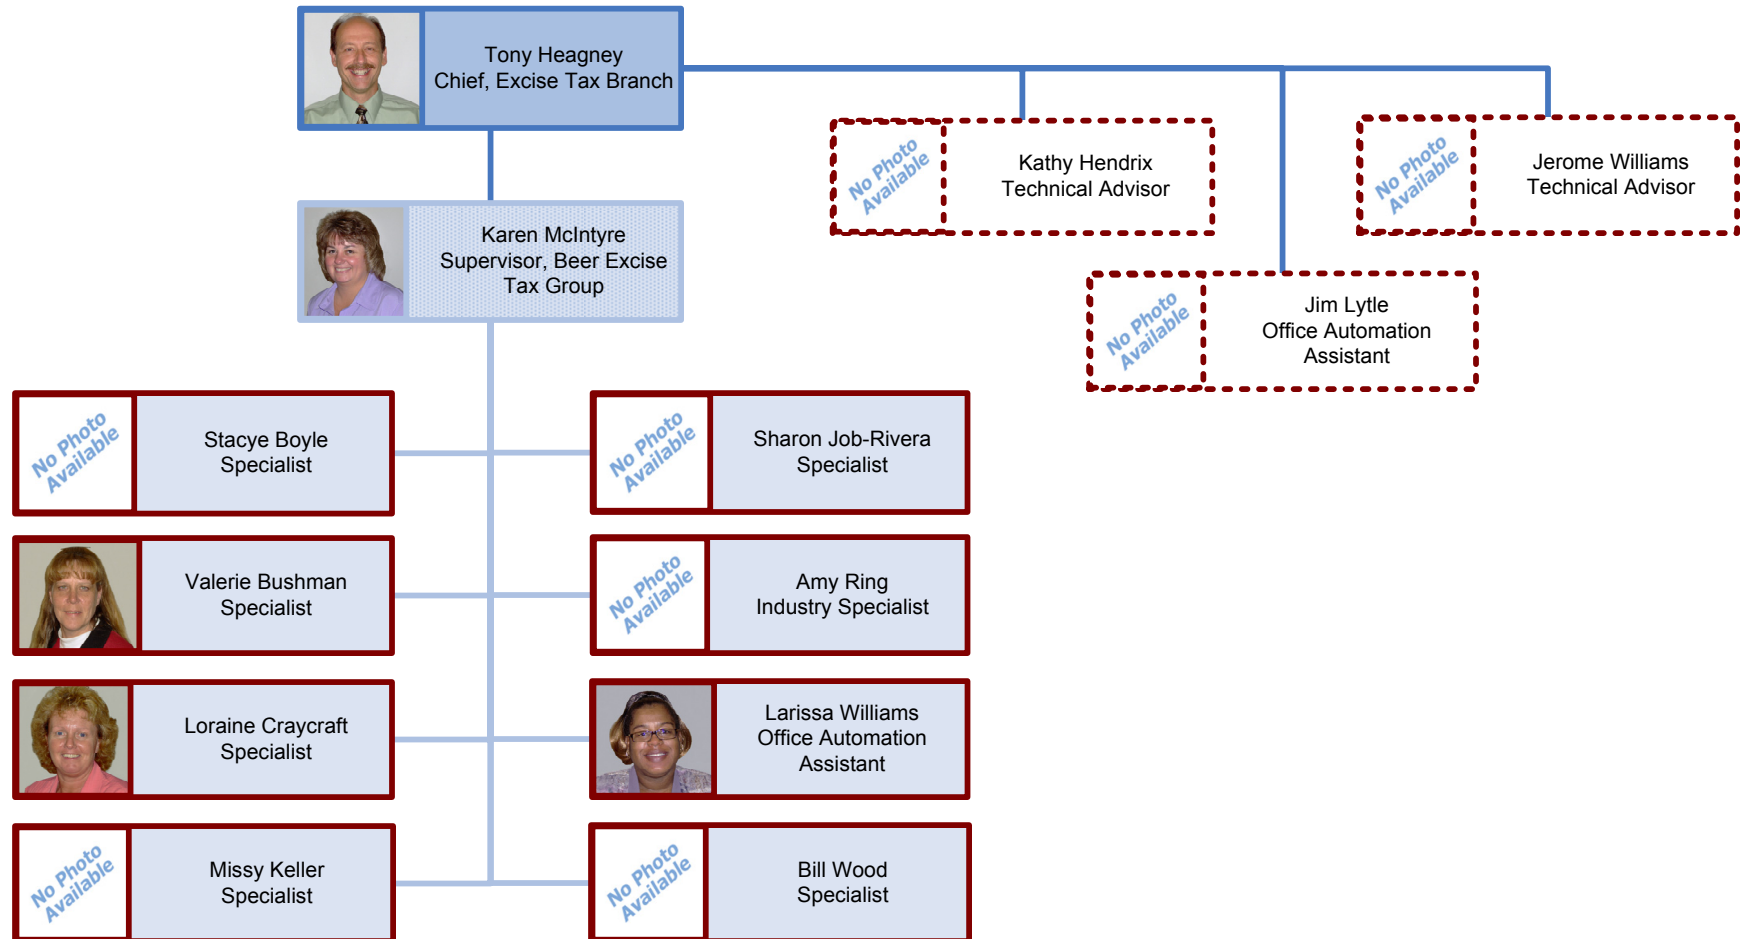 Tony Heagney
Chief, Excise Tax Branch
No Photo
Available
Kathy Hendrix
Technical Advisor
No Photo
Available
Jerome Williams
Technical Advisor
Karen McIntyre
Supervisor, Beer Excise
Tax Group
No Photo
Available
Jim Lytle
Office Automation
Assistant
No Photo
Available
Stacye Boyle
Specialist
No Photo
Available
Sharon Job-Rivera
Specialist
Valerie Bushman
Specialist
No Photo
Available
Amy Ring
Industry Specialist
Loraine Craycraft
Specialist
Larissa Williams
Office Automation
Assistant
No Photo
Available
Missy Keller
Specialist
No Photo
Available
Bill Wood
Specialist